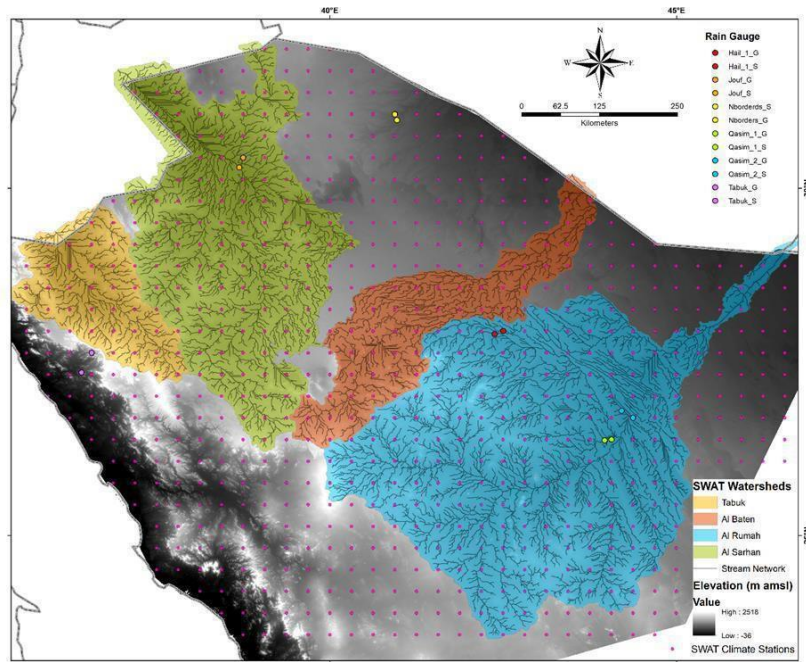 40°E
45°E
Rain Gauge
Hail_1_G
Hail_1_S
Jouf_G
Jouf_S
Nborderds_S
Nborders_G
Qasim_1_G
Qasim_1_S
Qasim_2_G
Qasim_2_S
Tabuk_G
Tabuk_S
N
W
E
S
0 62.5 125 250
Kilometers
SWAT Watersheds
Tabuk
Al Baten
Al Rumah
Al Sarhan
Stream Network
Elevation (m amsl)
Value
High : 2518
Low : -36
SWAT Climate Stations